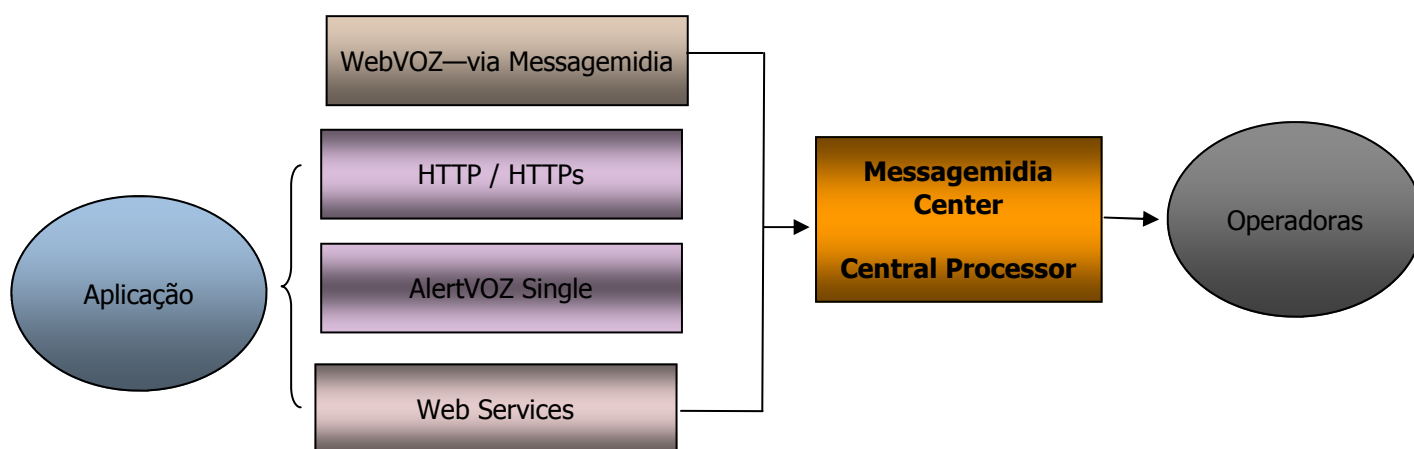 WebVOZ—via Messagemidia
HTTP / HTTPs
AlertVOZ Single
Web Services
Aplicação
Messagemidia
Center
Central Processor
Operadoras